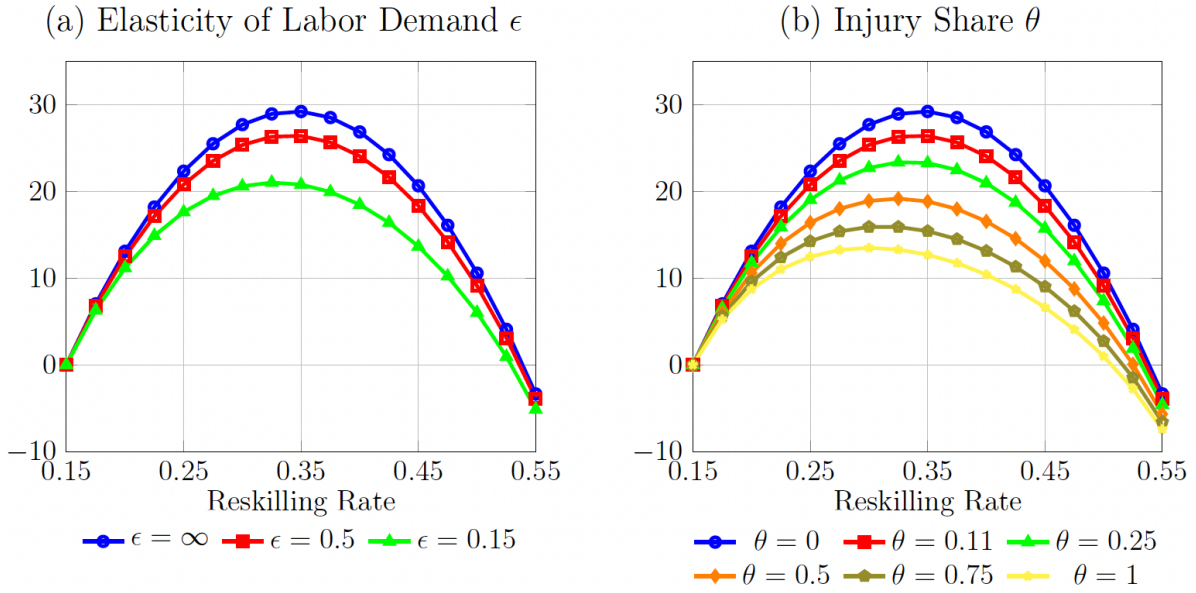 (a) Elasticity of Labor Demand ϵ
30
20
10
0
−10
0.15 0.25 0.35 0.45 0.55
Reskilling Rate
ϵ = ∞ ϵ = 0.5 ϵ = 0.15
(b) Injury Share θ
30
20
10
0
−10
0.15 0.25 0.35 0.45 0.55
Reskilling Rate
θ = 0 θ = 0.11 θ = 0.25
θ = 0.5 θ = 0.75 θ = 1